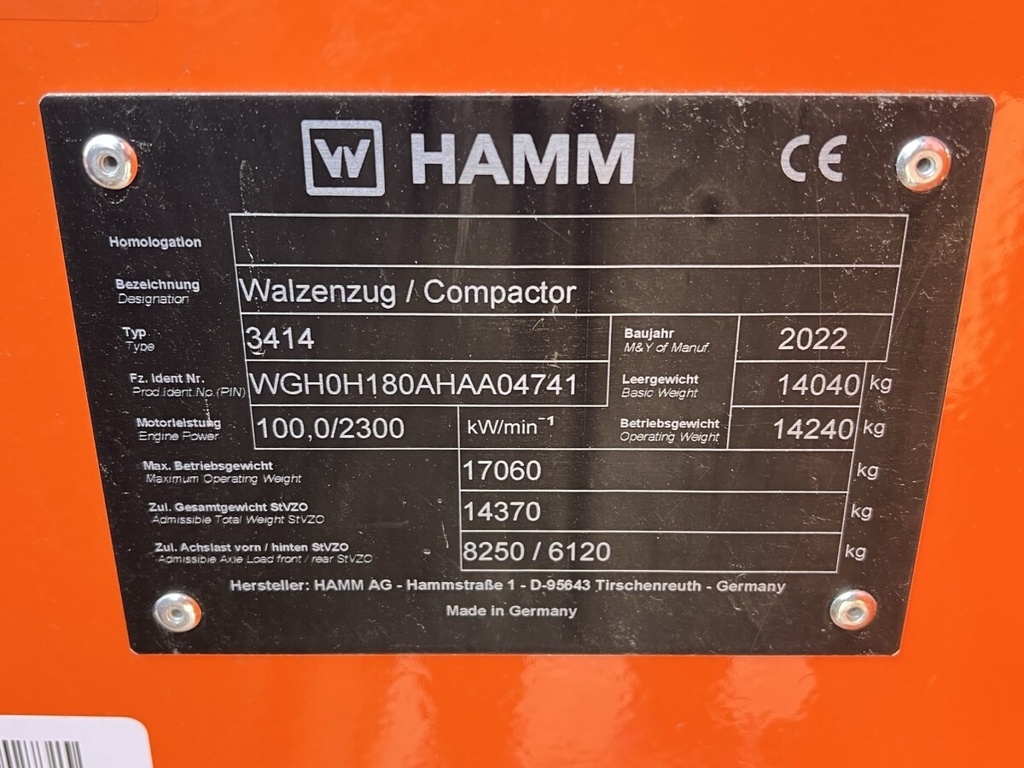 W HAMM CE
Homologation
Bezeichnung Walzenzug / Compactor
Designation
Typ 3414 Baujahr 2022
Type M&Y of Manuf.
Fz. Ident Nr. WGH0H180AHAA04741 Leergewicht 14040 kg
Prod.Ident.No.(PIN) Basic Weight
Motorleistung 100,0/2300 kW/min⁻¹ Betriebsgewicht 14240 kg
Engine Power Operating Weight
Max. Betriebsgewicht 17060 kg
Maximum Operating Weight
Zul. Gesamtgewicht StVZO 14370 kg
Admissible Total Weight StVZO
Zul. Achslast vorn / hinten StVZO 8250 / 6120 kg
Admissible Axle Load front / rear StVZO
Hersteller: HAMM AG - Hammstraße 1 - D-95643 Tirschenreuth - Germany
Made in Germany